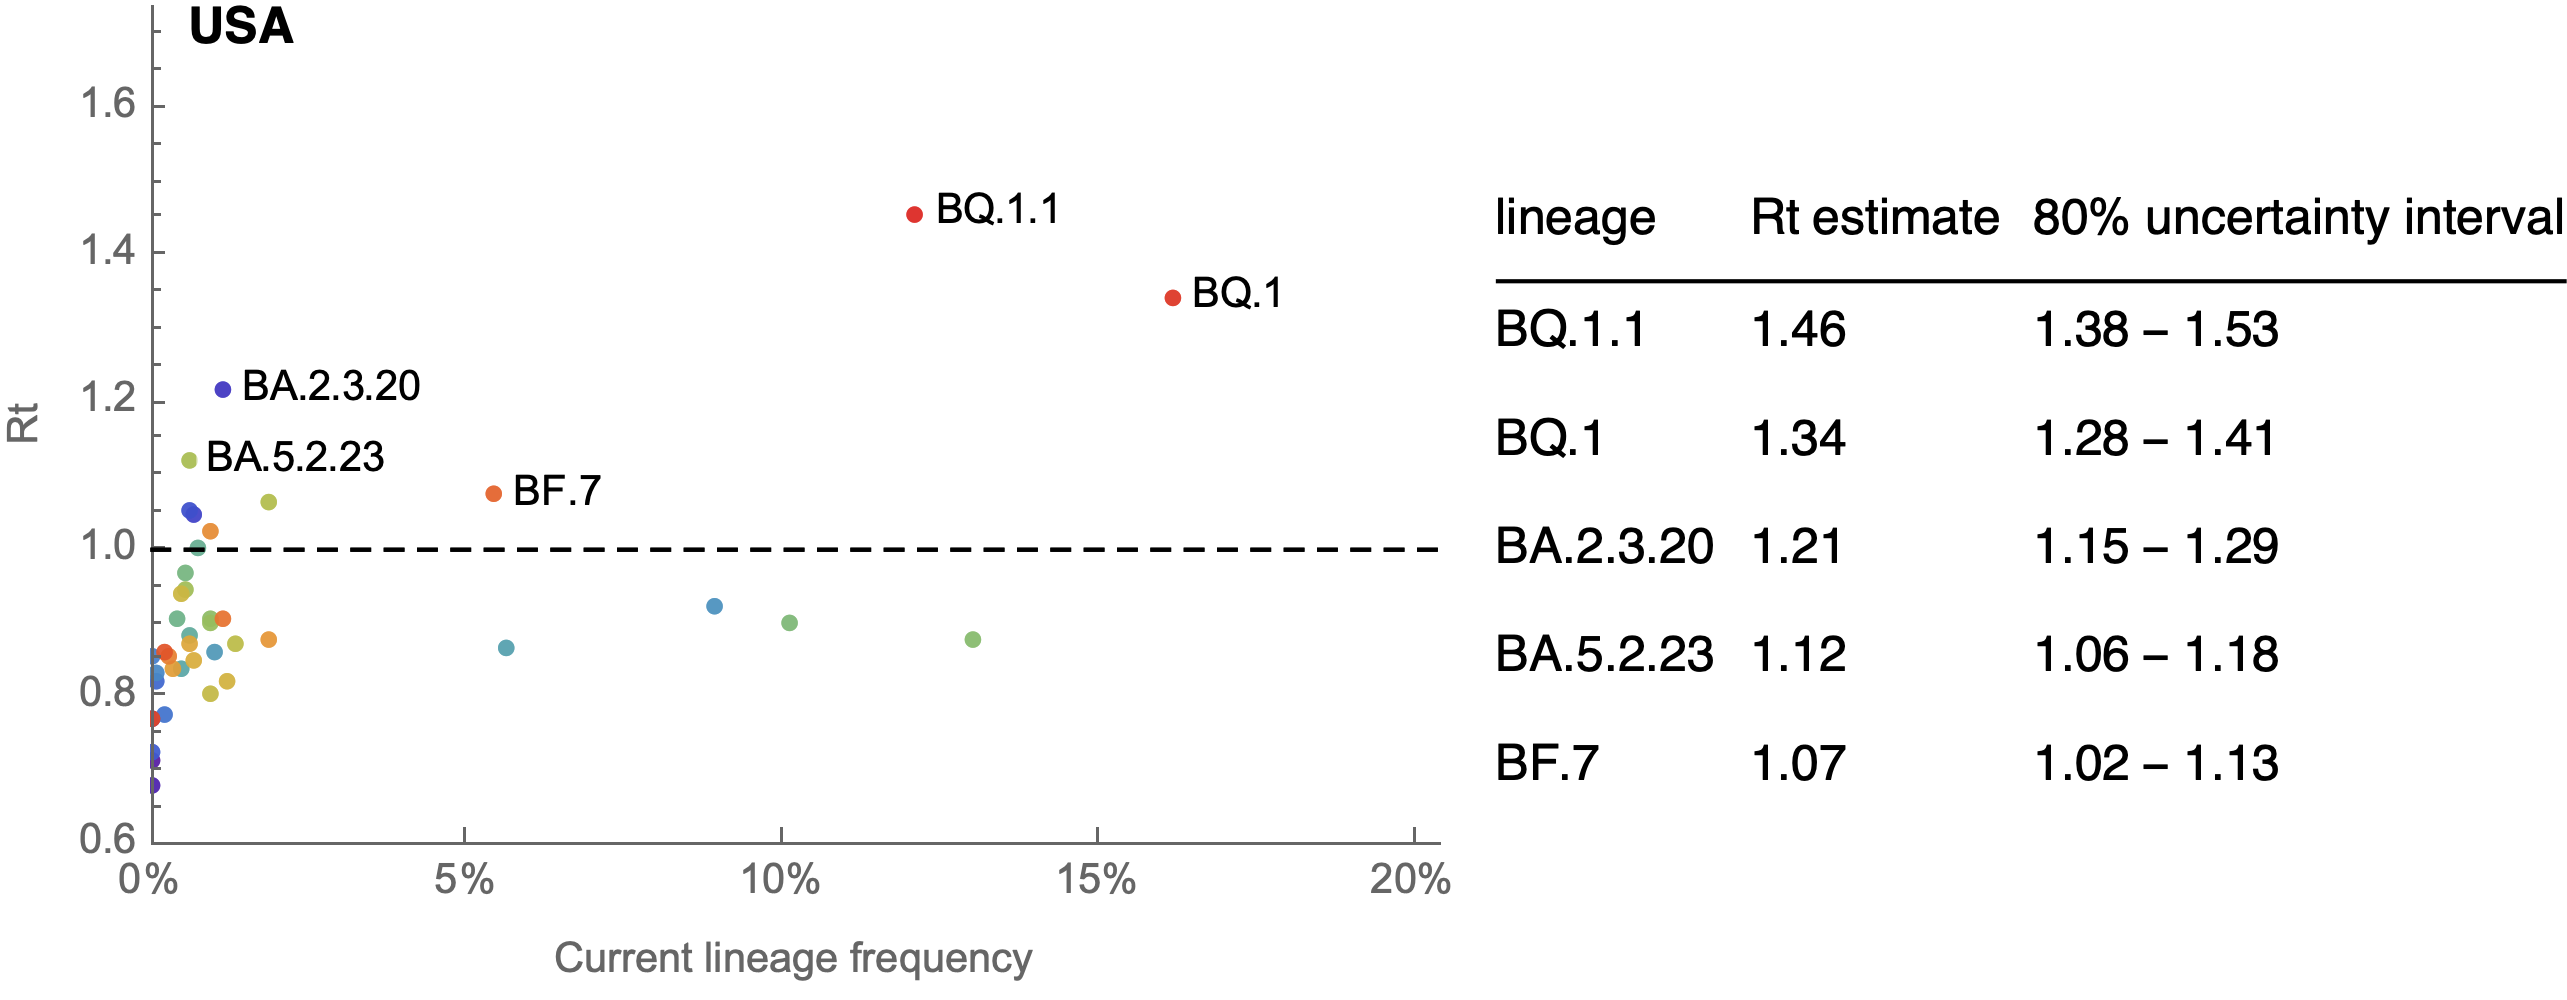 USA
1.6
1.4
1.2
1.0
0.8
0.6
Rt
BQ.1.1
BQ.1
BA.2.3.20
BA.5.2.23
BF.7
0% 5% 10% 15% 20%
Current lineage frequency
lineage Rt estimate 80% uncertainty interval
BQ.1.1 1.46 1.38 – 1.53
BQ.1 1.34 1.28 – 1.41
BA.2.3.20 1.21 1.15 – 1.29
BA.5.2.23 1.12 1.06 – 1.18
BF.7 1.07 1.02 – 1.13